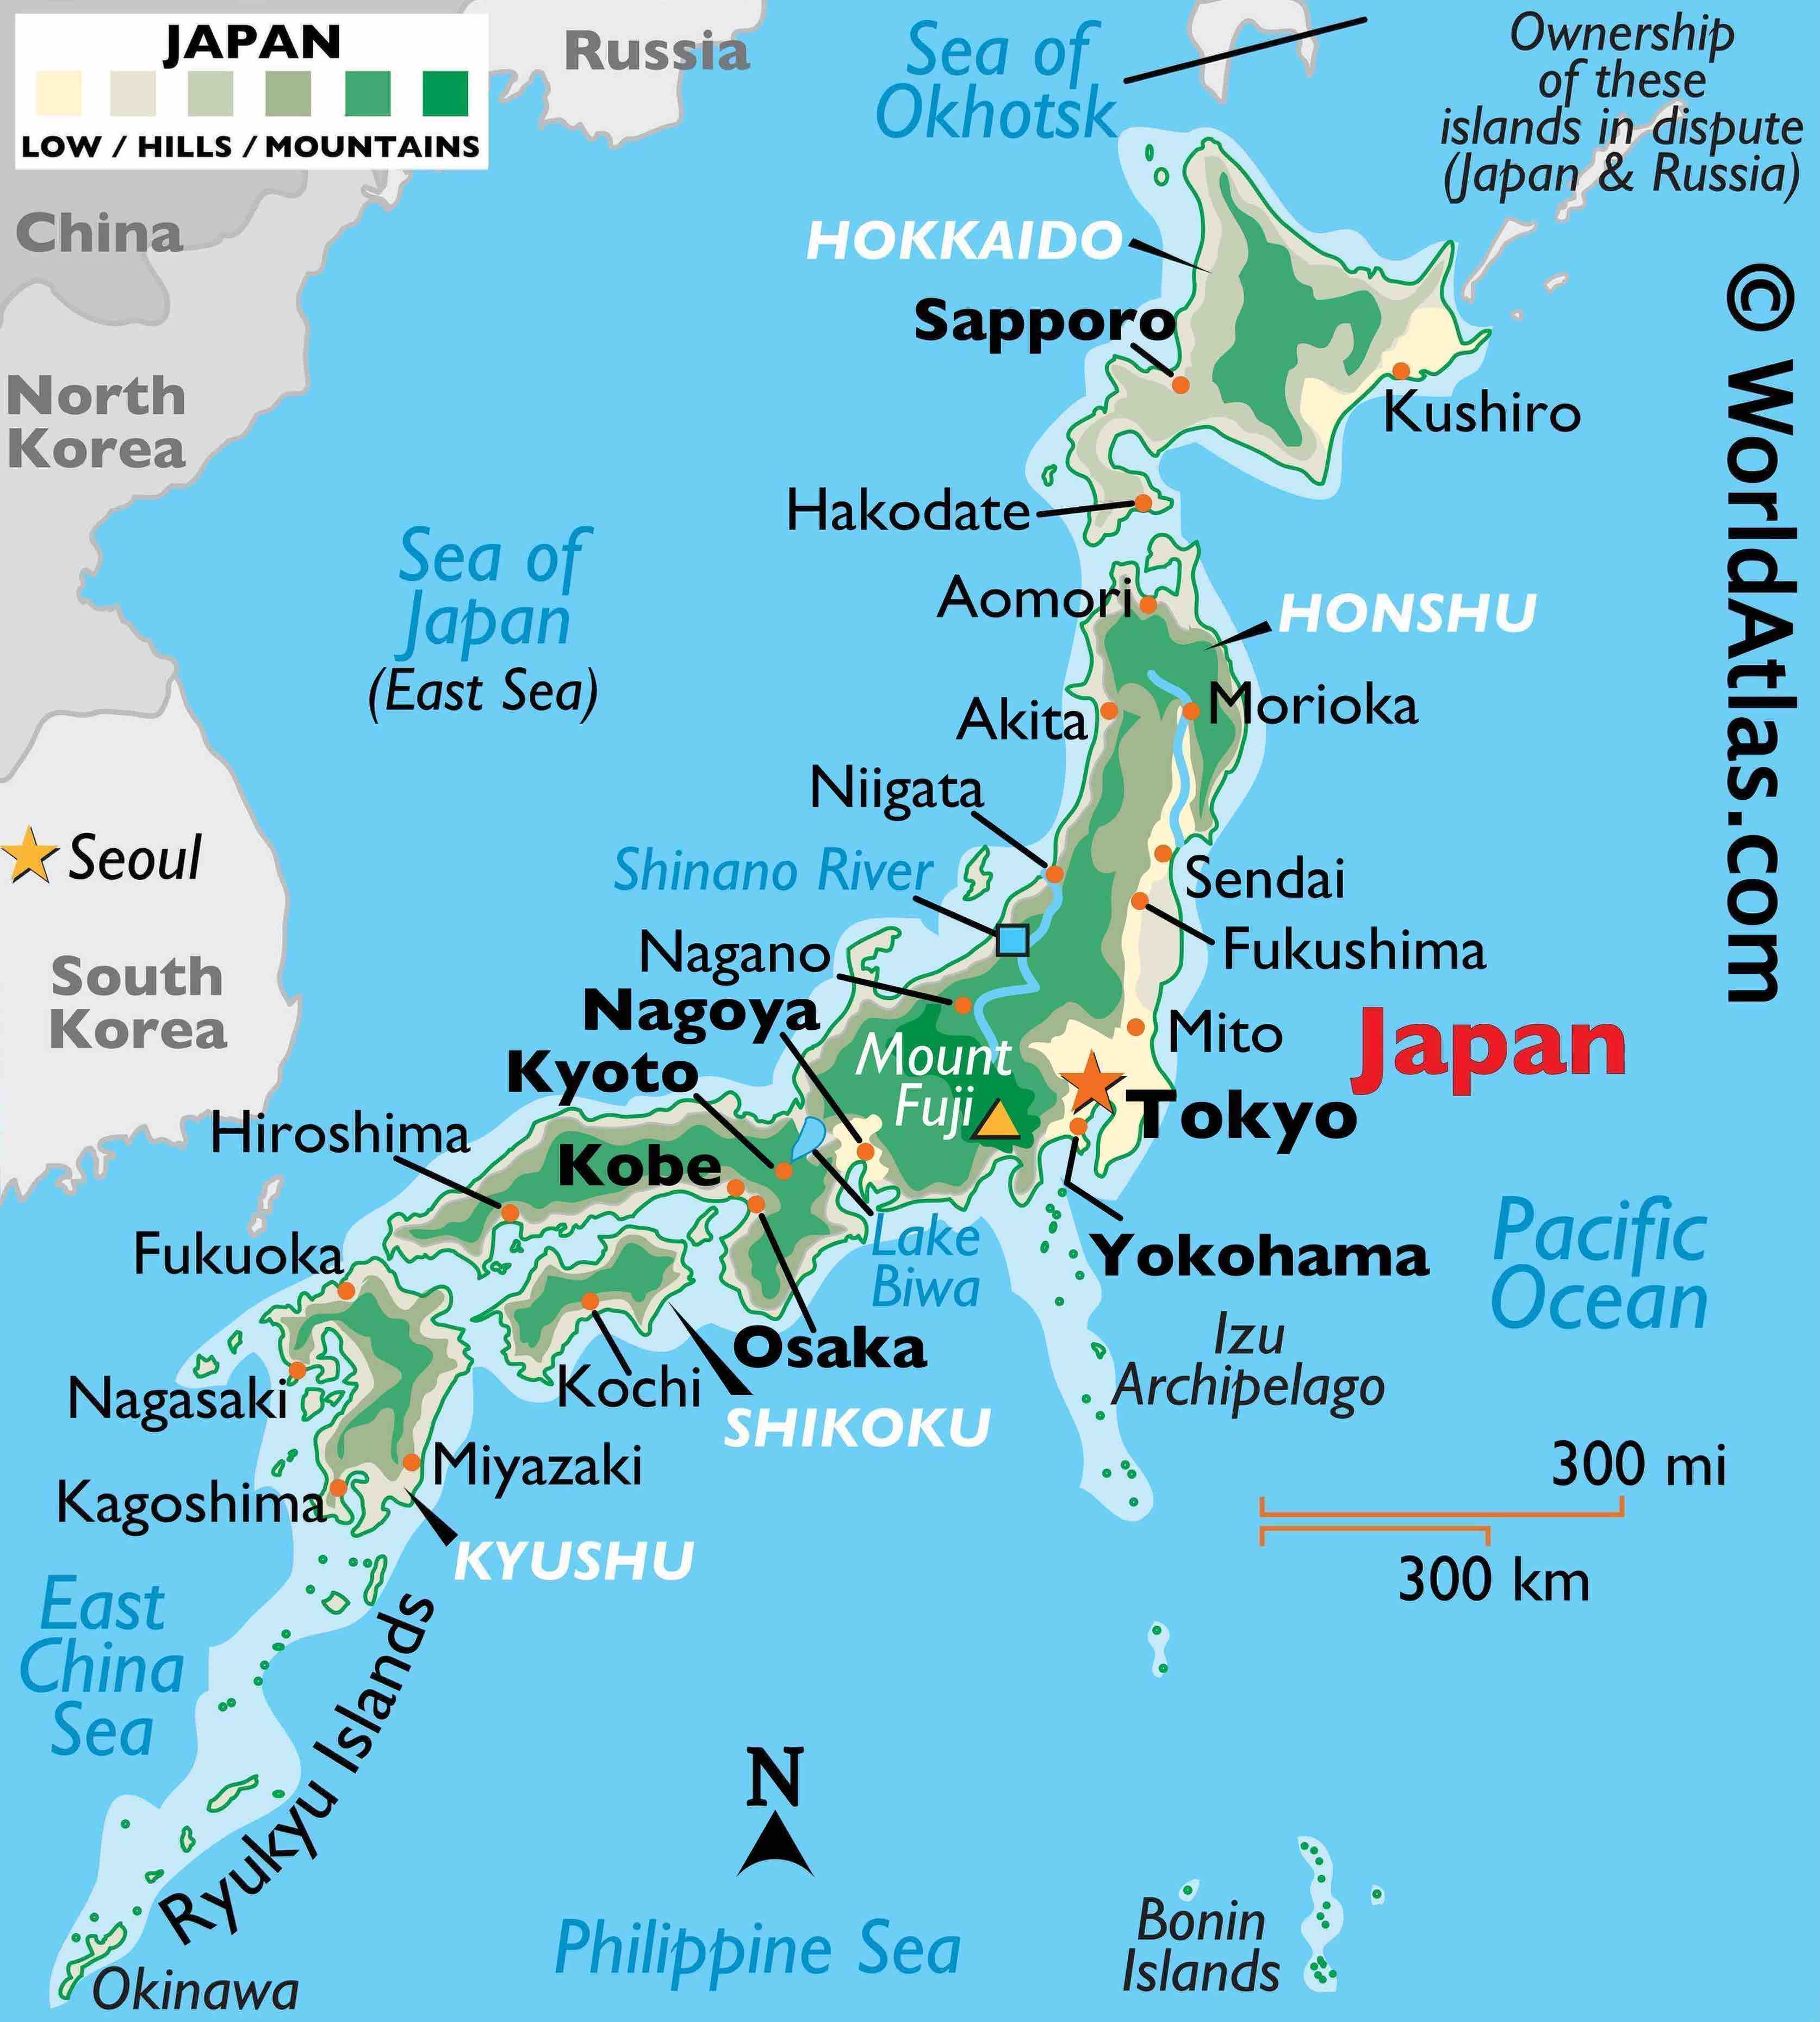 JAPAN
LOW / HILLS / MOUNTAINS
Russia
Sea of
Okhotsk
Ownership
of these
islands in dispute
(Japan & Russia)
China
HOKKAIDO
Sapporo
North
Korea
Kushiro
Hakodate
Sea of
Japan
(East Sea)
Aomori
HONSHU
Akita
Morioka
Niigata
Seoul
Shinano River
Sendai
Nagano
Fukushima
South
Korea
Nagoya
Mito
Japan
Mount
Fuji
Kyoto
Tokyo
Hiroshima
Kobe
Fukuoka
Lake
Biwa
Yokohama
Pacific
Ocean
Izu
Archipelago
Osaka
Kochi
Nagasaki
SHIKOKU
Miyazaki
300 mi
Kagoshima
KYUSHU
300 km
East
China
Sea
Ryukyu Islands
N
Philippine Sea
Bonin
Islands
Okinawa
© WorldAtlas.com